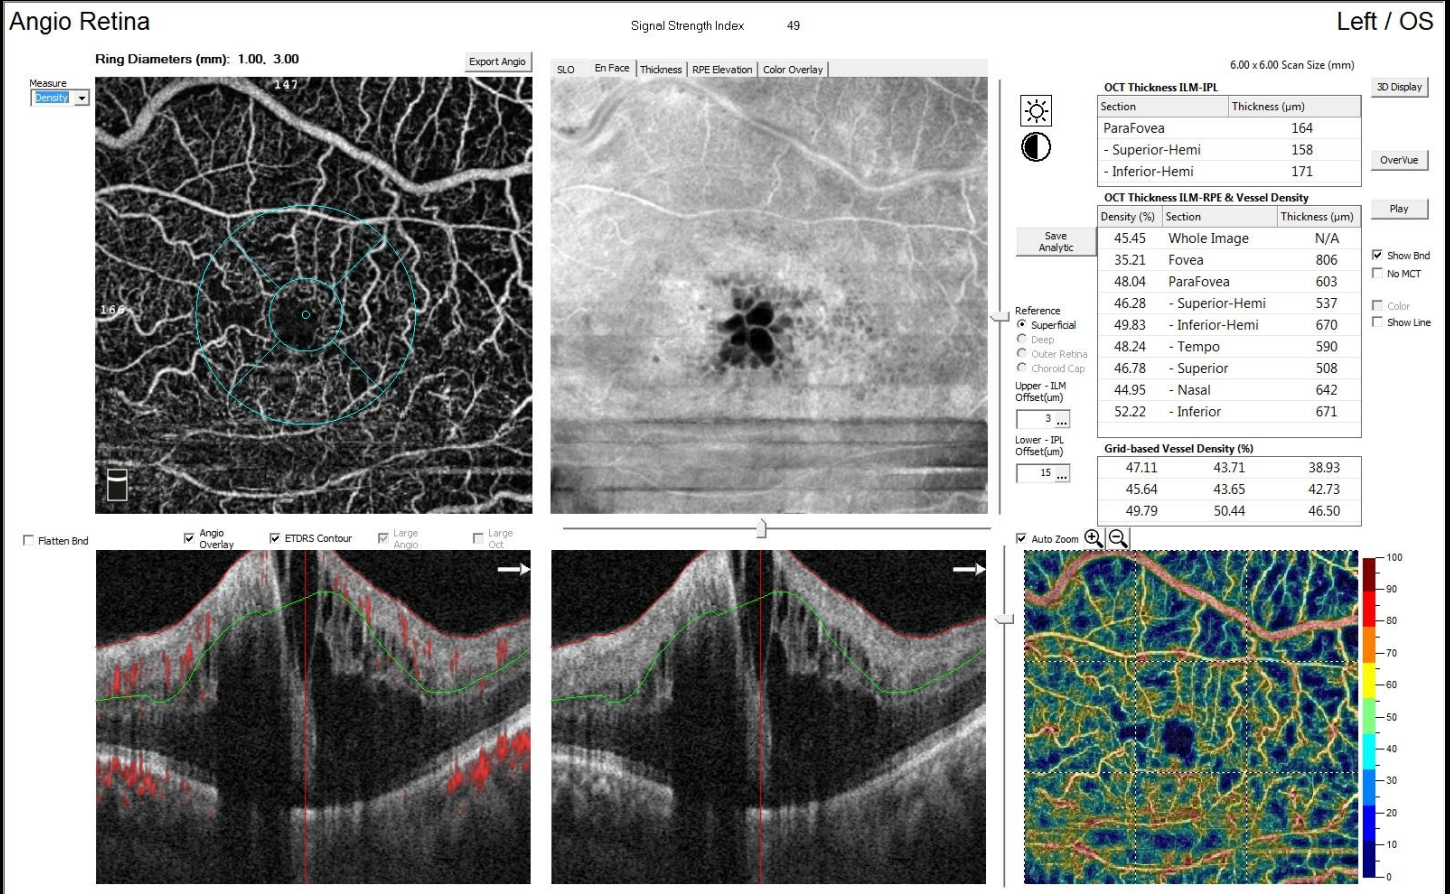 Angio Retina
Signal Strength Index 49
Left / OS
Ring Diameters (mm): 1.00, 3.00
Export Angio
Measure
Density
147
166
SLO En Face Thickness RPE Elevation Color Overlay
6.00 x 6.00 Scan Size (mm)
OCT Thickness ILM-IPL
Section Thickness (µm)
ParaFovea 164
- Superior-Hemi 158
- Inferior-Hemi 171
OCT Thickness ILM-RPE & Vessel Density
Density (%) Section Thickness (µm)
45.45 Whole Image N/A
35.21 Fovea 806
48.04 ParaFovea 603
46.28 - Superior-Hemi 537
49.83 - Inferior-Hemi 670
48.24 - Tempo 590
46.78 - Superior 508
44.95 - Nasal 642
52.22 - Inferior 671
Grid-based Vessel Density (%)
47.11 43.71 38.93
45.64 43.65 42.73
49.79 50.44 46.50
3D Display
OverVue
Play
Show Bnd
No MCT
Color
Show Line
Save
Analytic
Reference
Superficial
Deep
Outer Retina
Choroid Cap
Upper - ILM
Offset(um)
3 ...
Lower - IPL
Offset(um)
15 ...
Flatten Bnd
Angio
Overlay
ETDRS Contour
Large
Angio
Large
Oct
Auto Zoom
100
90
80
70
60
50
40
30
20
10
0